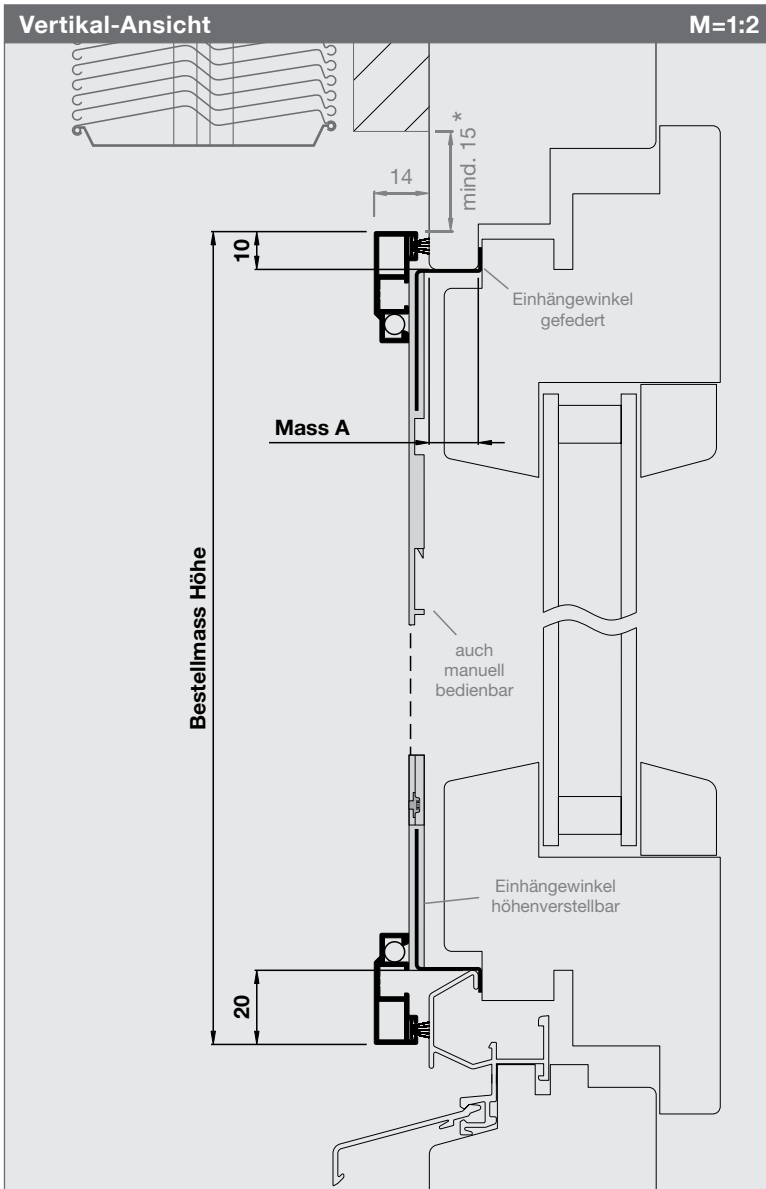 Vertikal-Ansicht M=1:2
14
mind. 15 *
10
Einhängewinkel
gefedert
Mass A
Bestellmass Höhe
auch
manuell
bedienbar
Einhängewinkel
höhenverstellbar
20